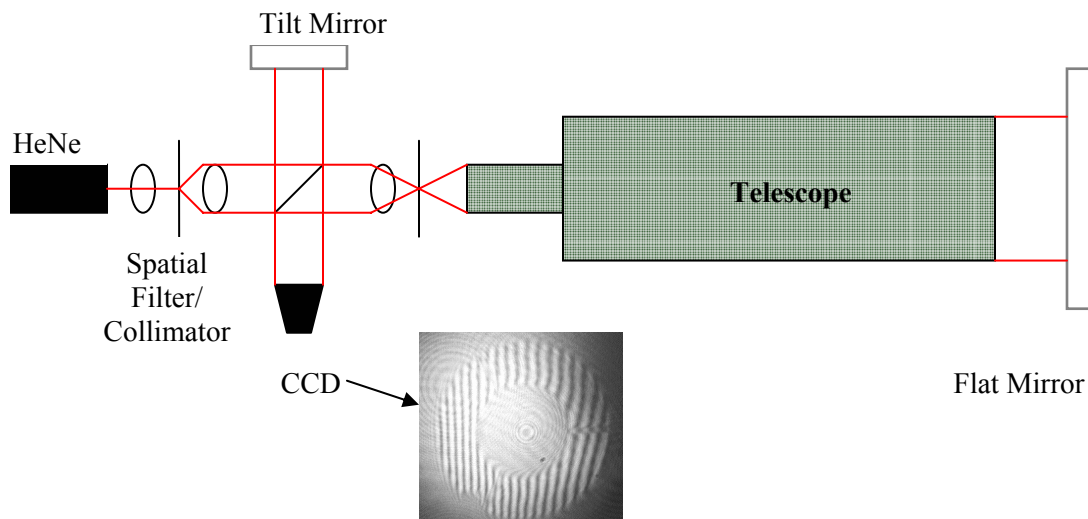 Tilt Mirror
HeNe
Telescope
Spatial
Filter/
Collimator
CCD
Flat Mirror